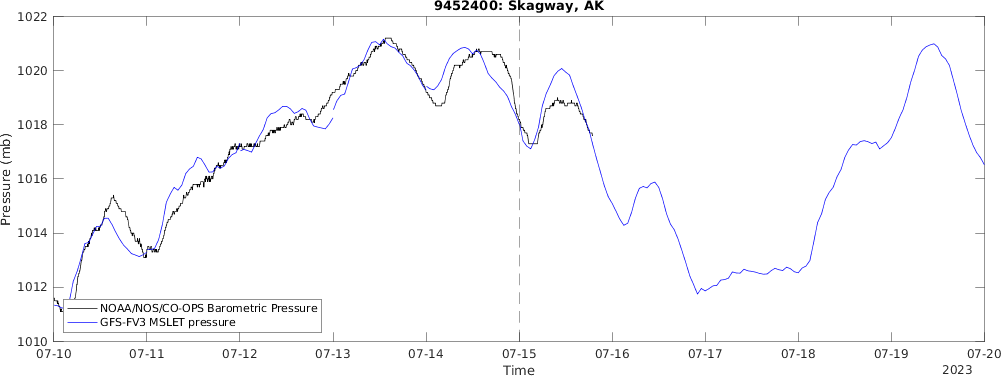 9452400: Skagway, AK
1022
1020
1018
1016
1014
1012
1010
Pressure (mb)
NOAA/NOS/CO-OPS Barometric Pressure
GFS-FV3 MSLET pressure
07-10 07-11 07-12 07-13 07-14 07-15 07-16 07-17 07-18 07-19 07-20
Time
2023